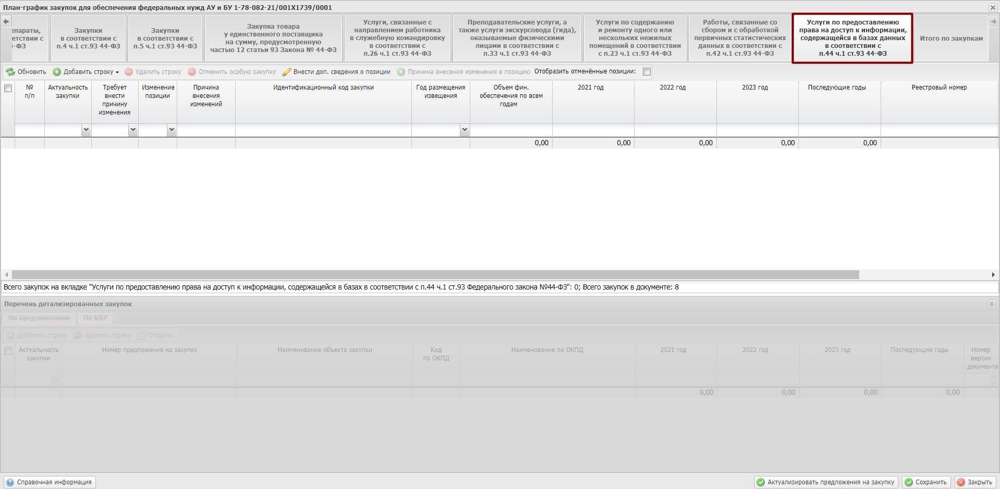 План-график закупок для обеспечения федеральных нужд АУ и БУ 1-78-082-21/001X1739/0001
епараты,
етствии с
-ФЗ
Закупки
в соответствии с
п.4 ч.1 ст.93 44-ФЗ
Закупки
в соответствии с
п.5 ч.1 ст.93 44-ФЗ
Закупка товара
у единственного поставщика
на сумму, предусмотренную
частью 12 статьи 93 Закона № 44-ФЗ
Услуги, связанные с
направлением работника
в служебную командировку
в соответствии с
п.26 ч.1 ст.93 44-ФЗ
Преподавательские услуги, а
также услуги экскурсовода (гида),
оказываемые физическими
лицами в соответствии с
п.33 ч.1 ст.93 44-ФЗ
Услуги по содержанию
и ремонту одного или
нескольких нежилых
помещений в соответствии
с п.23 ч.1 ст.93 44-ФЗ
Работы, связанные со
сбором и с обработкой
первичных статистических
данных в соответствии с
п.42 ч.1 ст.93 44-ФЗ
Услуги по предоставлению
права на доступ к информации,
содержащейся в базах данных
в соответствии с
п.44 ч.1 ст.93 44-ФЗ
Итого по закупкам
Обновить Добавить строку Удалить строку Отменить особую закупку Внести доп. сведения о позиции Причина внесения изменения в позицию Отобразить отменённые позиции:
№
п/п
Актуальность
закупки
Требует
внести
причину
изменения
Изменение
позиции
Причина
внесения
изменений
Идентификационный код закупки
Год размещения
извещения
Объем фин.
обеспечения по всем
годам
2021 год
2022 год
2023 год
Последующие годы
Реестровый номер
0,00 0,00 0,00 0,00 0,00
Всего закупок на вкладке "Услуги по предоставлению права на доступ к информации, содержащейся в базах в соответствии с п.44 ч.1 ст.93 Федерального закона №44-ФЗ": 0; Всего закупок в документе: 8
Перечень детализированных закупок
По предложениям По КВР
Добавить строку Удалить строку Открыть
Актуальность
закупки
Номер предложения на закупку
Наименование объекта закупки
Код
по ОКПД
Наименование по ОКПД
2021 год
2022 год
2023 год
Последующие годы
Номер
версии
документа
0,00 0,00 0,00 0,00
Справочная информация Актуализировать предложения на закупку Сохранить Закрыть